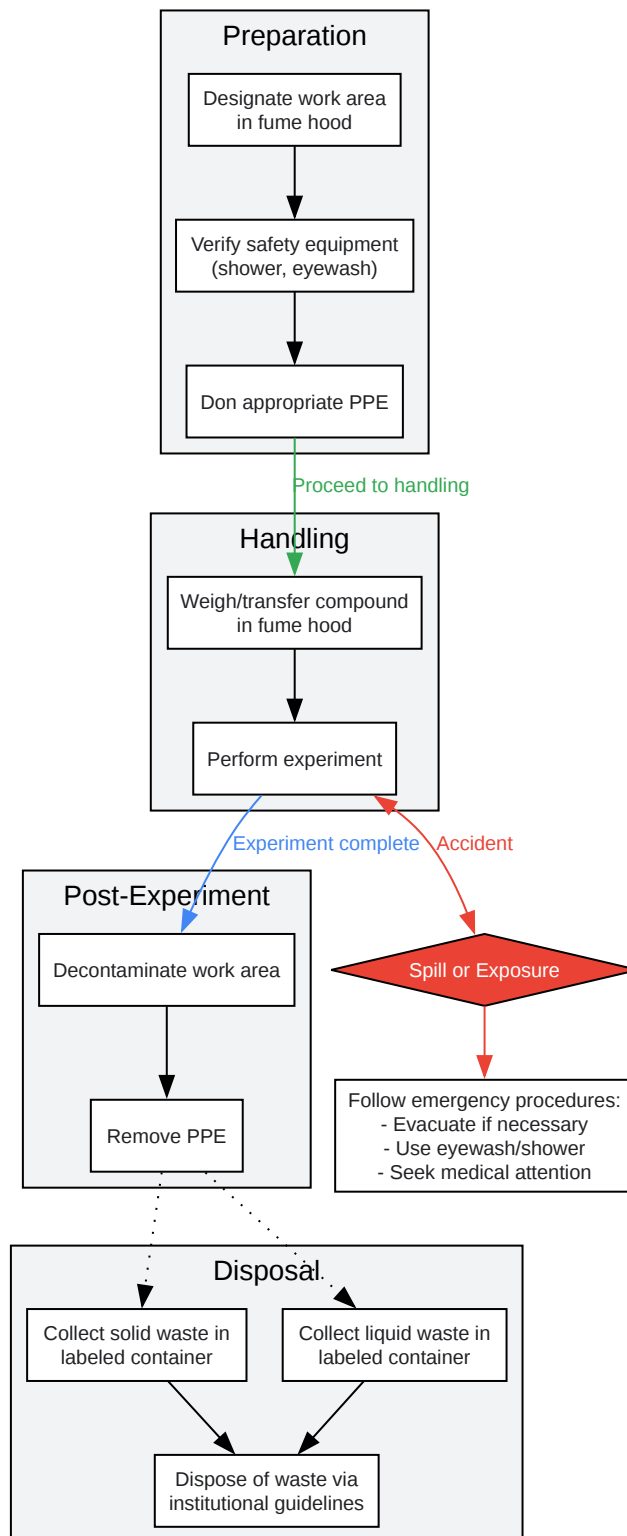 Preparation
Designate work area
in fume hood
Verify safety equipment
(shower, eyewash)
Don appropriate PPE
Proceed to handling
Handling
Weigh/transfer compound
in fume hood
Perform experiment
Experiment complete
Accident
Post-Experiment
Decontaminate work area
Spill or Exposure
Remove PPE
Follow emergency procedures:
- Evacuate if necessary
- Use eyewash/shower
- Seek medical attention
Disposal
Collect solid waste in
labeled container
Collect liquid waste in
labeled container
Dispose of waste via
institutional guidelines